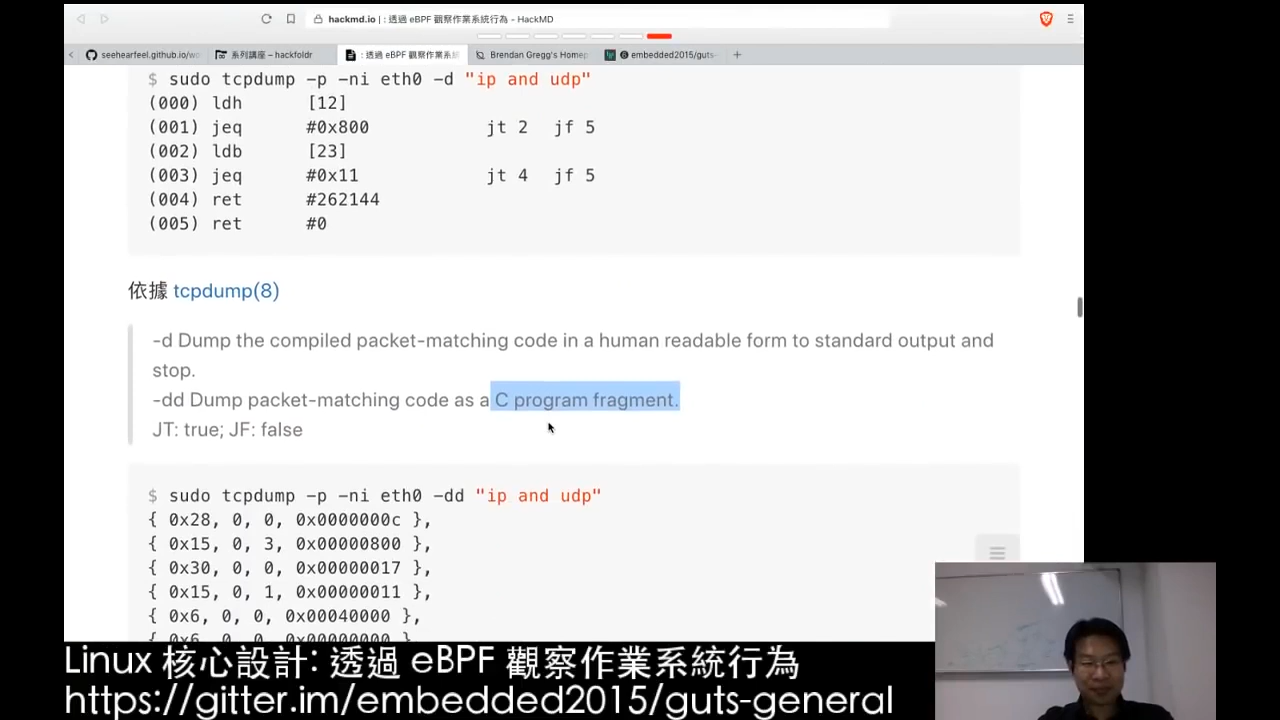 hackmd.io | : 透過 eBPF 觀察作業系統行為 – HackMD
seehearfeel.github.io/wo
系列講座 – hackfoldr
: 透過 eBPF 觀察作業系統
Brendan Gregg's Homep
embedded2015/guts-
$ sudo tcpdump -p -ni eth0 -d "ip and udp"
(000) ldh [12]
(001) jeq #0x800 jt 2 jf 5
(002) ldb [23]
(003) jeq #0x11 jt 4 jf 5
(004) ret #262144
(005) ret #0
依據 tcpdump(8)
-d Dump the compiled packet-matching code in a human readable form to standard output and
stop.
-dd Dump packet-matching code as a C program fragment.
JT: true; JF: false
$ sudo tcpdump -p -ni eth0 -dd "ip and udp"
{ 0x28, 0, 0, 0x0000000c },
{ 0x15, 0, 3, 0x00000800 },
{ 0x30, 0, 0, 0x00000017 },
{ 0x15, 0, 1, 0x00000011 },
{ 0x6, 0, 0, 0x00040000 },
{ 0x6, 0, 0, 0x00000000 },
Linux 核心設計: 透過 eBPF 觀察作業系統行為
https://gitter.im/embedded2015/guts-general